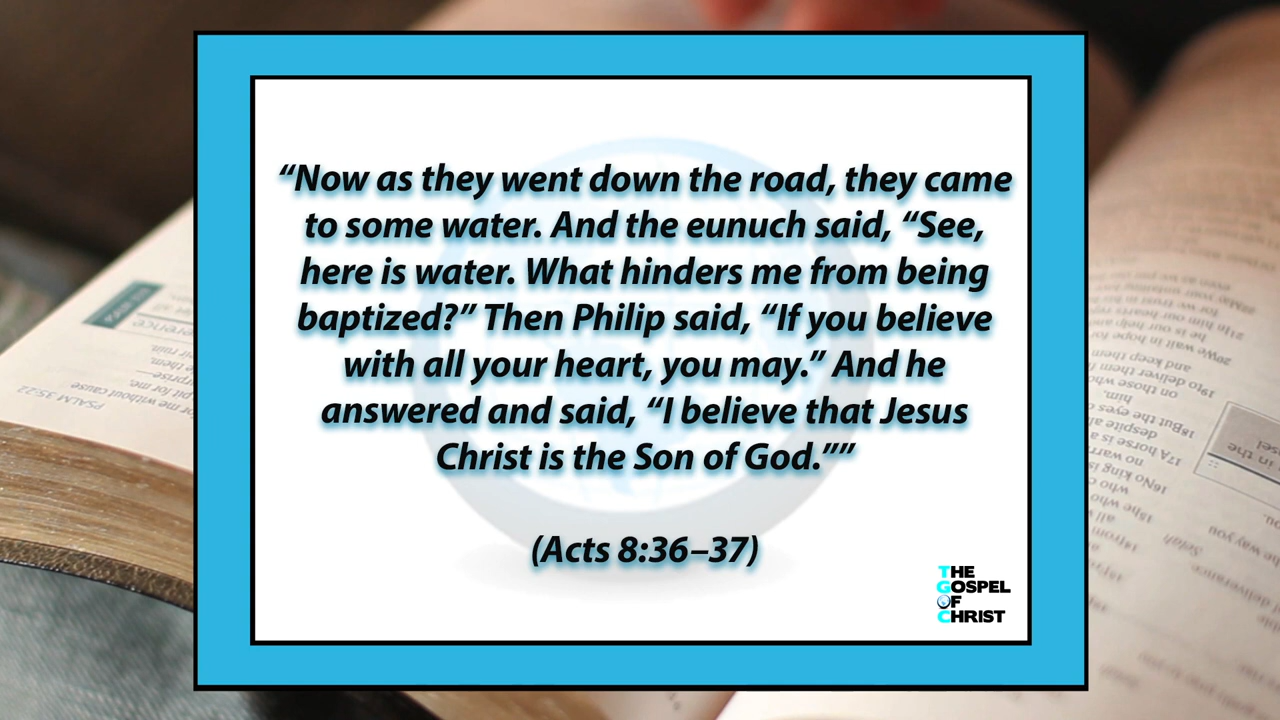 “Now as they went down the road, they came
to some water. And the eunuch said, “See,
here is water. What hinders me from being
baptized?” Then Philip said, “If you believe
with all your heart, you may.” And he
answered and said, “I believe that Jesus
Christ is the Son of God.””
(Acts 8:36–37)
THE
GOSPEL
OF
CHRIST
PSALM 35:22